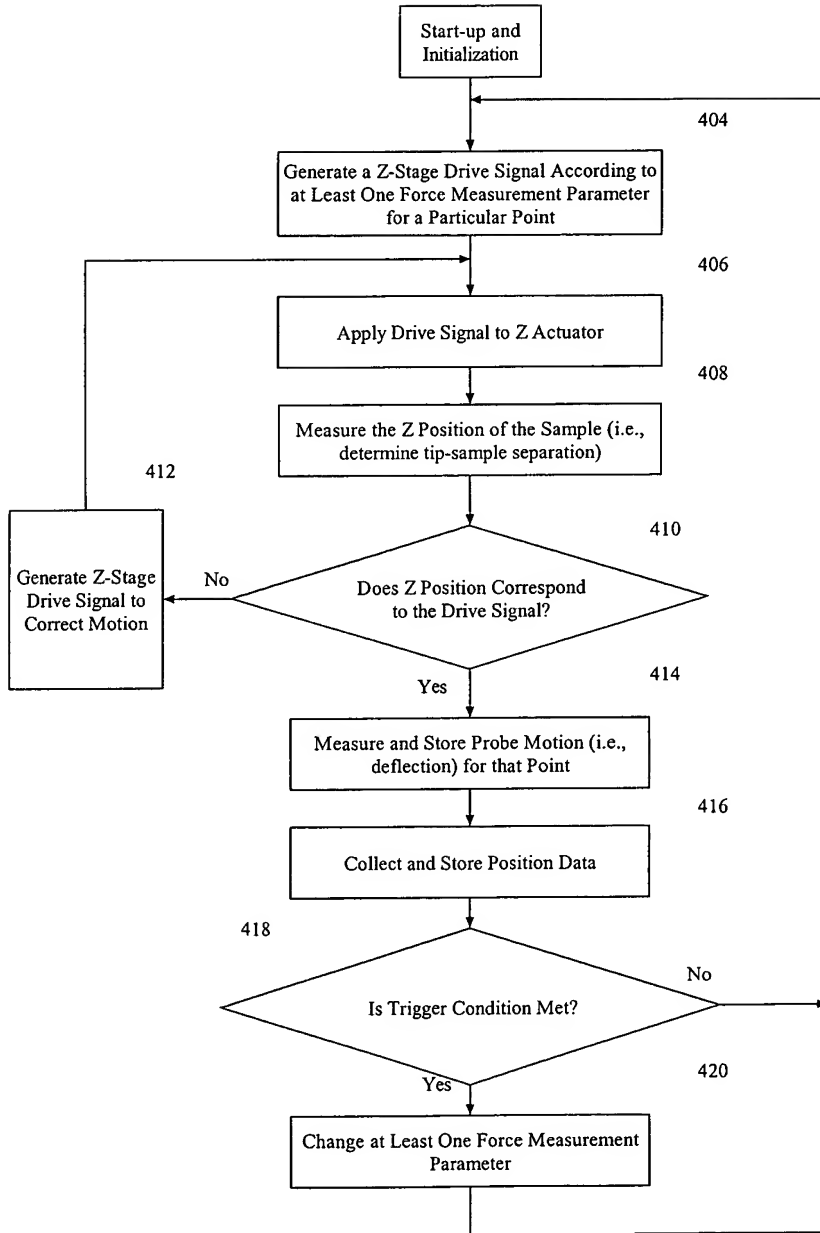 Start-up and
Initialization
404
Generate a Z-Stage Drive Signal According to
at Least One Force Measurement Parameter
for a Particular Point
406
Apply Drive Signal to Z Actuator
408
Measure the Z Position of the Sample (i.e.,
determine tip-sample separation)
412
410
Generate Z-Stage
Drive Signal to
Correct Motion
No
Does Z Position Correspond
to the Drive Signal?
Yes
414
Measure and Store Probe Motion (i.e.,
deflection) for that Point
416
Collect and Store Position Data
418
No
Is Trigger Condition Met?
Yes
420
Change at Least One Force Measurement
Parameter